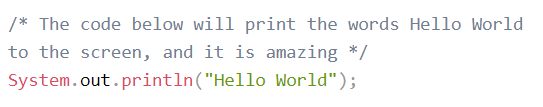 /* The code below will print the words Hello World
to the screen, and it is amazing */
System.out.println("Hello World");